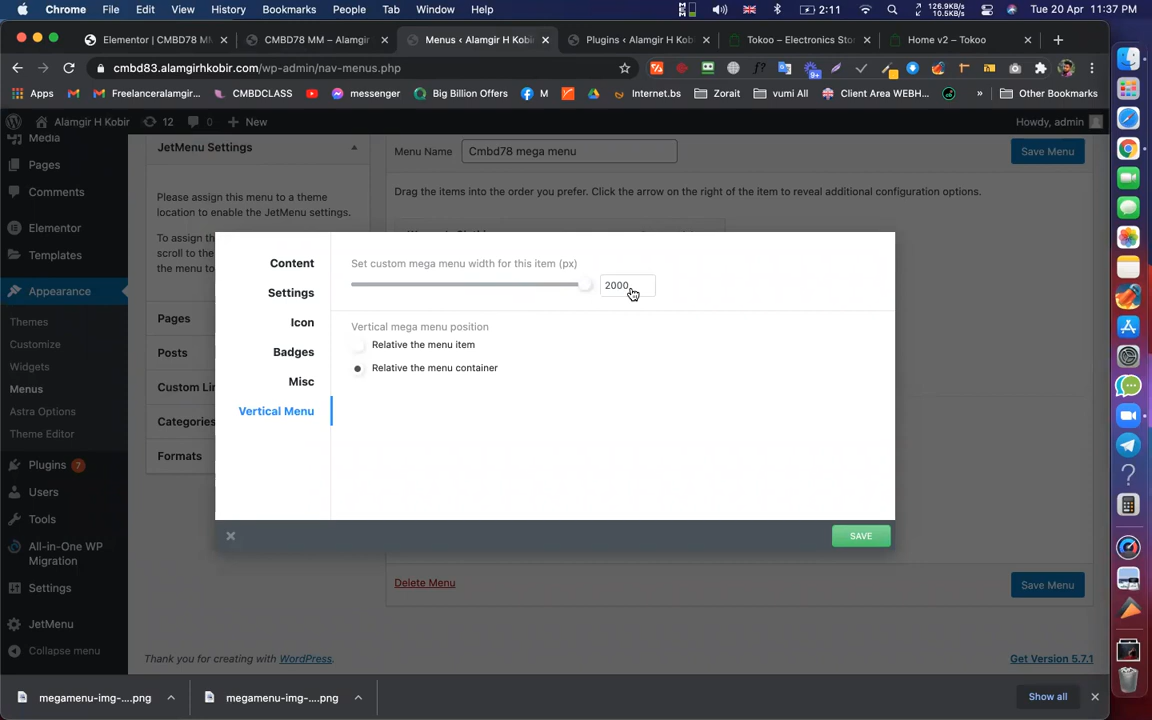 Chrome File Edit View History Bookmarks People Tab Window Help 2:11 126.9KB/s 10.5KB/s Tue 20 Apr 11:37 PM
Elementor | CMBD78 M
CMBD78 MM – Alamgir
Menus ‹ Alamgir H Kobi
Plugins ‹ Alamgir H Kob
Tokoo – Electronics Sto
Home v2 – Tokoo
cmbd83.alamgirhkobir.com/wp-admin/nav-menus.php
9+
Apps
Freelanceralamgir...
CMBDCLASS
messenger
Big Billion Offers
M
Internet.bs
Zorait
vumi All
Client Area WEBH...
»
Other Bookmarks
Alamgir H Kobir 12 0 New Howdy, admin
Media
Pages
Comments
Elementor
Templates
Appearance
Themes
Customize
Widgets
Menus
Astra Options
Theme Editor
Plugins 7
Users
Tools
All-in-One WP
Migration
Settings
JetMenu
Collapse menu
JetMenu Settings
Please assign this menu to a theme
location to enable the JetMenu settings.
To assign th
scroll to the
the menu to
Pages
Posts
Custom Lin
Categories
Formats
Menu Name Cmbd78 mega menu Save Menu
Drag the items into the order you prefer. Click the arrow on the right of the item to reveal additional configuration options.
Content
Settings
Icon
Badges
Misc
Vertical Menu
Set custom mega menu width for this item (px)
2000
Vertical mega menu position
Relative the menu item
Relative the menu container
SAVE
Delete Menu Save Menu
Thank you for creating with WordPress. Get Version 5.7.1
megamenu-img-....png
megamenu-img-....png
Show all